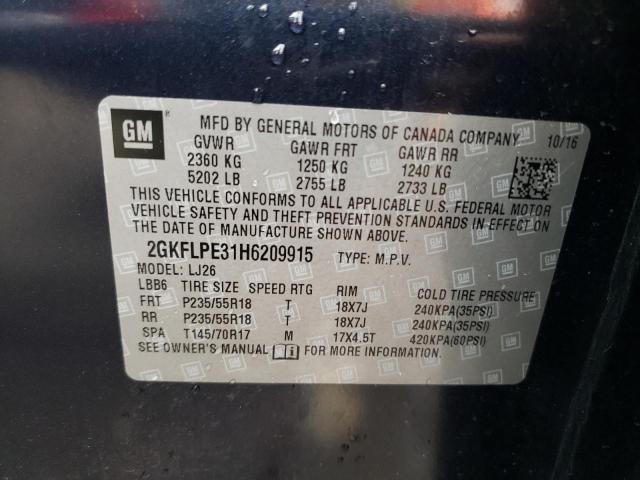 GM MFD BY GENERAL MOTORS OF CANADA COMPANY 10/16
GVWR GAWR FRT GAWR RR
2360 KG 1250 KG 1240 KG
5202 LB 2755 LB 2733 LB
THIS VEHICLE CONFORMS TO ALL APPLICABLE U.S. FEDERAL MOTOR
VEHICLE SAFETY AND THEFT PREVENTION STANDARDS IN EFFECT ON
THE DATE OF MANUFACTURE SHOWN ABOVE.
2GKFLPE31H6209915 TYPE: M.P.V.
MODEL: LJ26
LBB6 TIRE SIZE SPEED RTG RIM COLD TIRE PRESSURE
FRT P235/55R18 T 18X7J 240KPA(35PSI)
RR P235/55R18 T 18X7J 240KPA(35PSI)
SPA T145/70R17 M 17X4.5T 420KPA(60PSI)
SEE OWNER'S MANUAL FOR MORE INFORMATION.